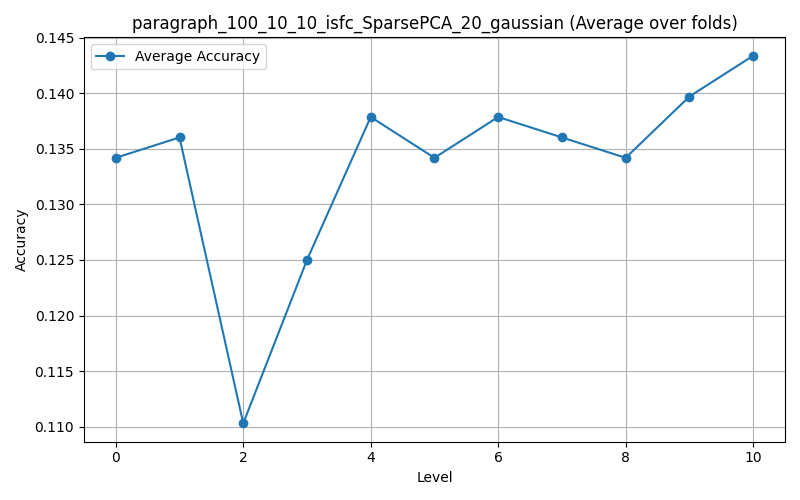 paragraph_100_10_10_isfc_SparsePCA_20_gaussian (Average over folds)
Average Accuracy
Accuracy
0.145
0.140
0.135
0.130
0.125
0.120
0.115
0.110
0 2 4 6 8 10
Level